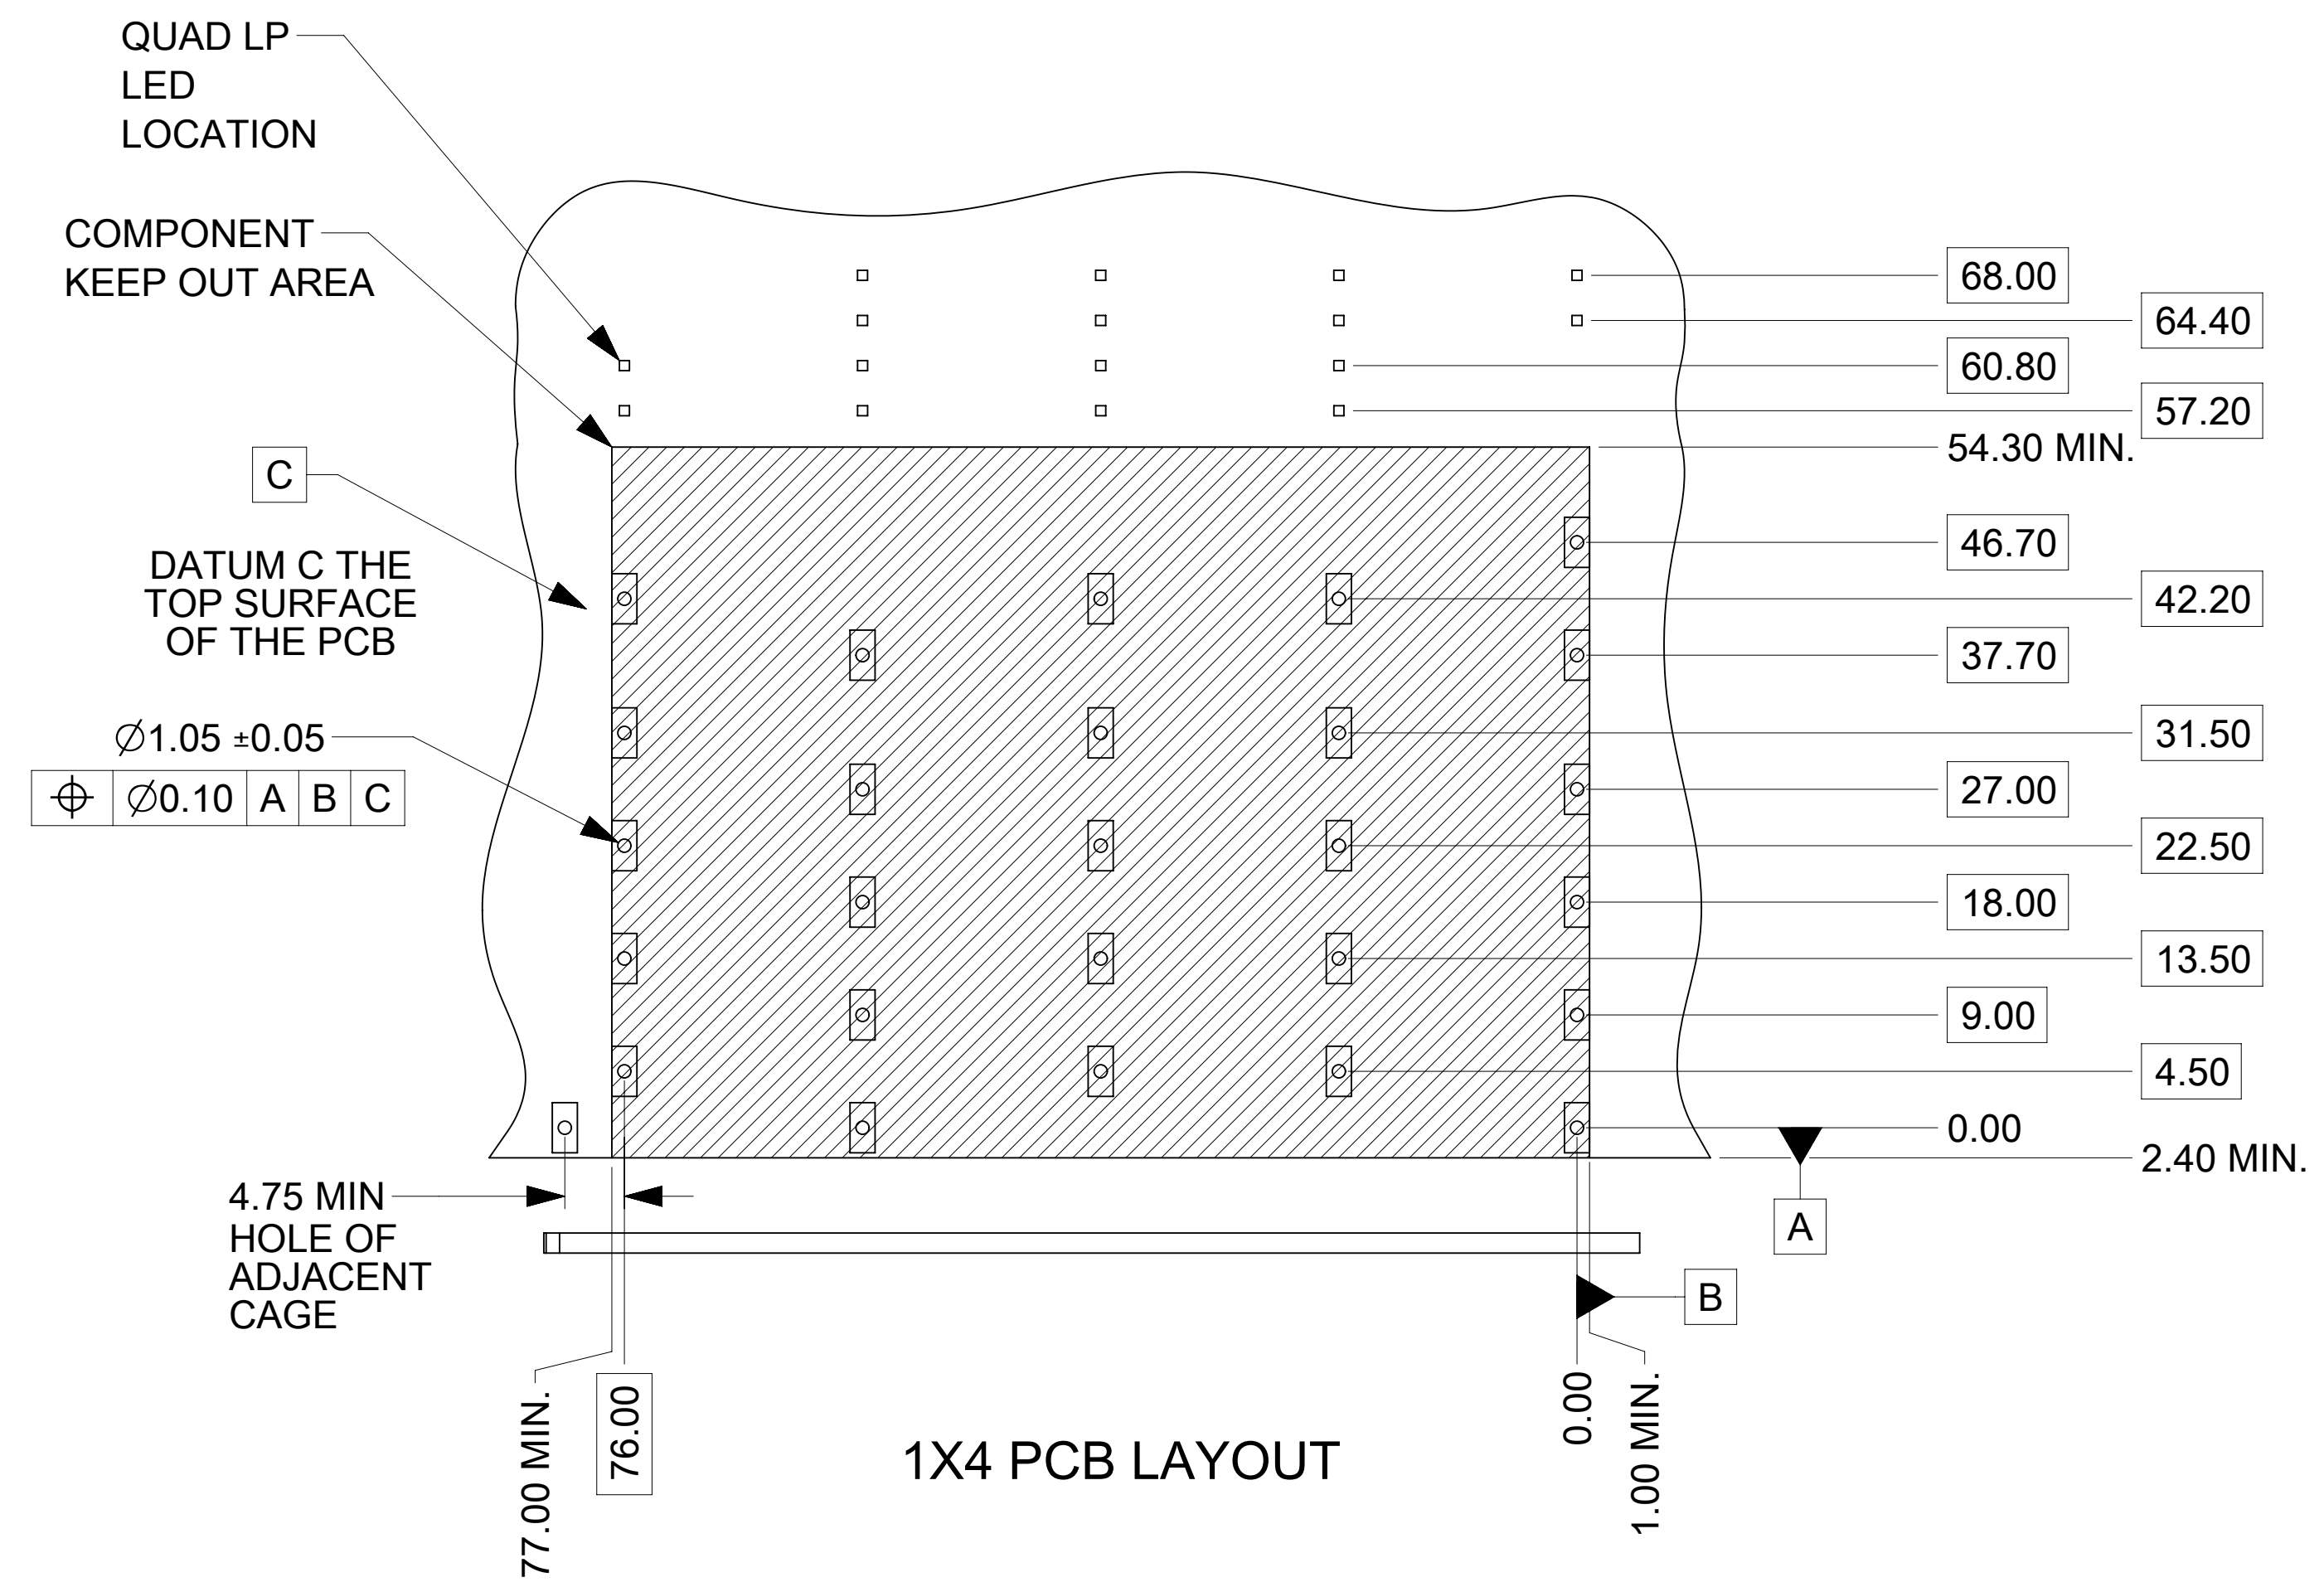 QUAD LP
LED
LOCATION
COMPONENT
KEEP OUT AREA
C
DATUM C THE
TOP SURFACE
OF THE PCB
∅1.05 ±0.05
⌖ ∅0.10 A B C
68.00
64.40
60.80
57.20
54.30 MIN.
46.70
42.20
37.70
31.50
27.00
22.50
18.00
13.50
9.00
4.50
0.00
2.40 MIN.
A
4.75 MIN
HOLE OF
ADJACENT
CAGE
B
77.00 MIN.
76.00
0.00
1.00 MIN.
1X4 PCB LAYOUT